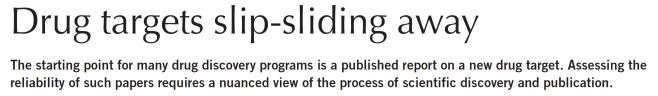 Drug targets slip-sliding away
The starting point for many drug discovery programs is a published report on a new drug target. Assessing the
reliability of such papers requires a nuanced view of the process of scientific discovery and publication.